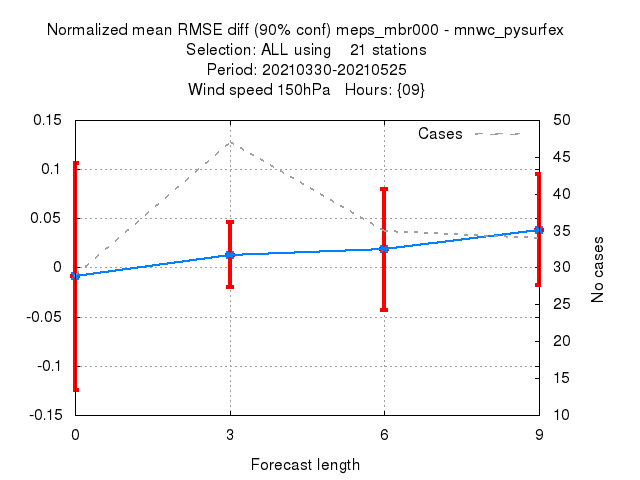 Normalized mean RMSE diff (90% conf) meps_mbr000 - mnwc_pysurfex
Selection: ALL using    21 stations
Period: 20210330-20210525
Wind speed 150hPa   Hours: {09}
Cases
0.15
0.1
0.05
0
-0.05
-0.1
-0.15
50
45
40
35
30
25
20
15
10
No cases
0
3
6
9
Forecast length